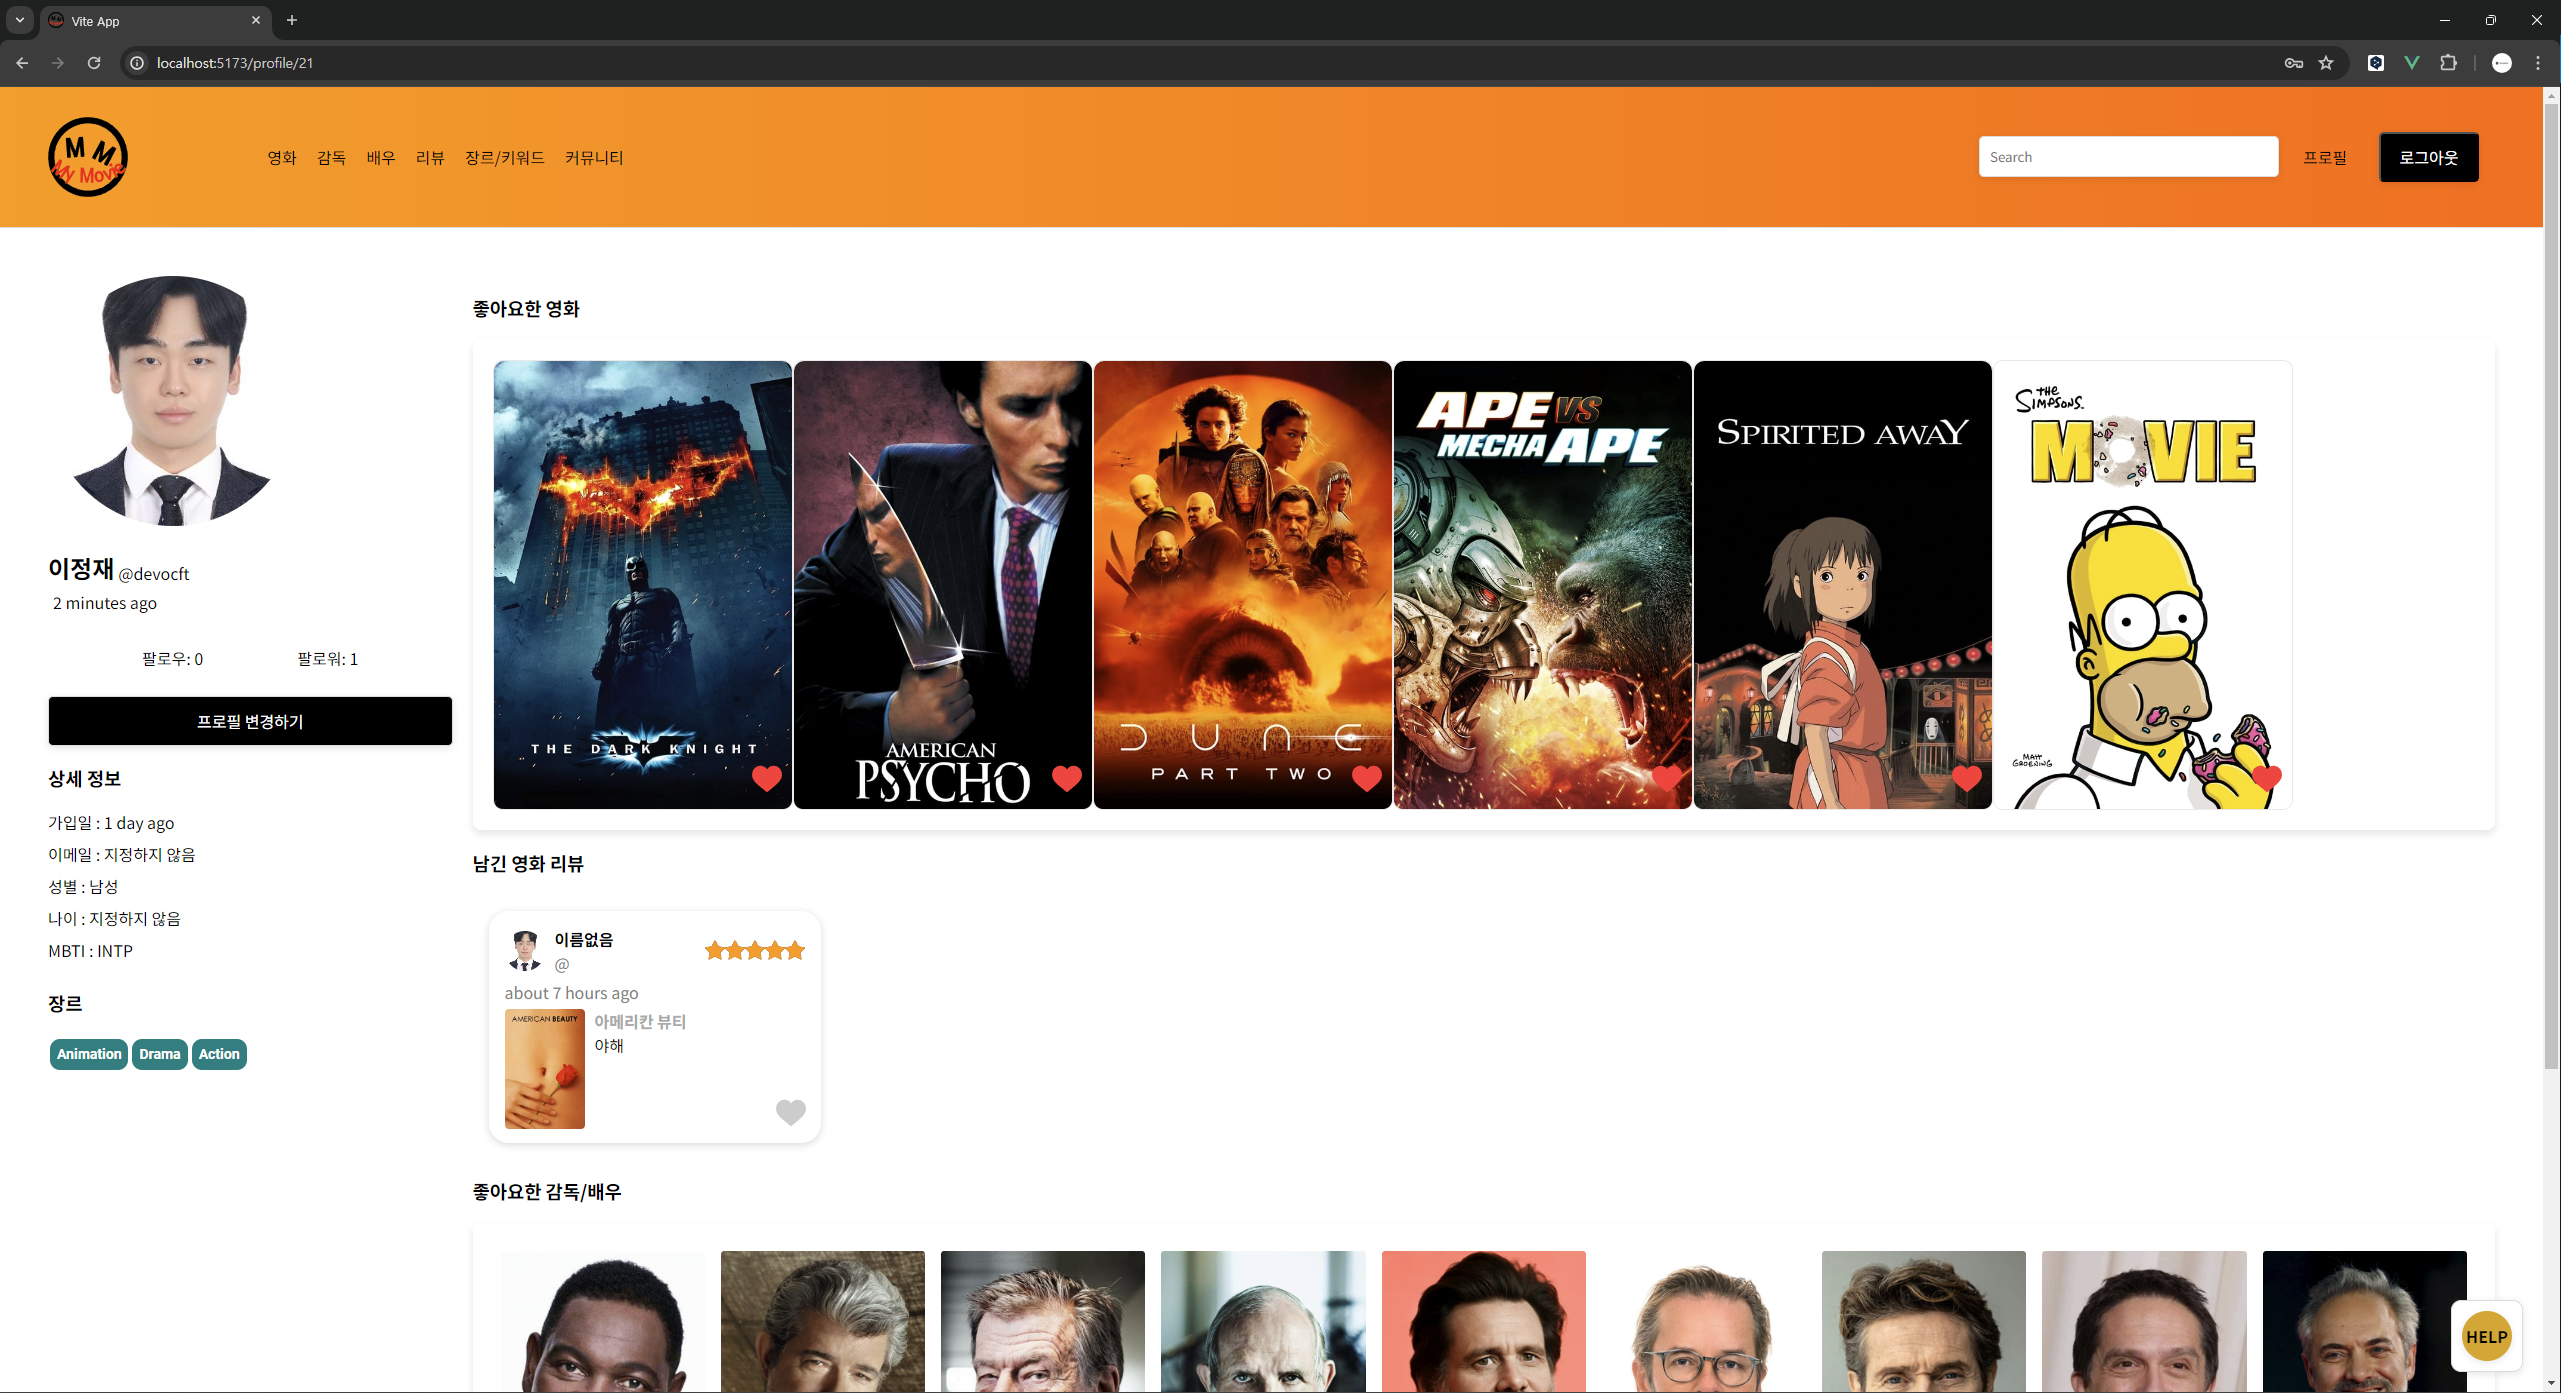 Vite App
localhost:5173/profile/21
M M
My Movie
영화 감독 배우 리뷰 장르/키워드 커뮤니티
Search
프로필
로그아웃
이정재 @devocft
2 minutes ago
팔로우: 0 팔로워: 1
프로필 변경하기
상세 정보
가입일 : 1 day ago
이메일 : 지정하지 않음
성별 : 남성
나이 : 지정하지 않음
MBTI : INTP
장르
Animation Drama Action
좋아요한 영화
THE DARK KNIGHT
AMERICAN
PSYCHO
DUNE
PART TWO
APE VS
MECHA APE
SPIRITED AWAY
THE
SIMPSONS
MOVIE
MATT
GROENING
남긴 영화 리뷰
이름없음
@
about 7 hours ago
AMERICAN BEAUTY
아메리칸 뷰티
야해
좋아요한 감독/배우
HELP